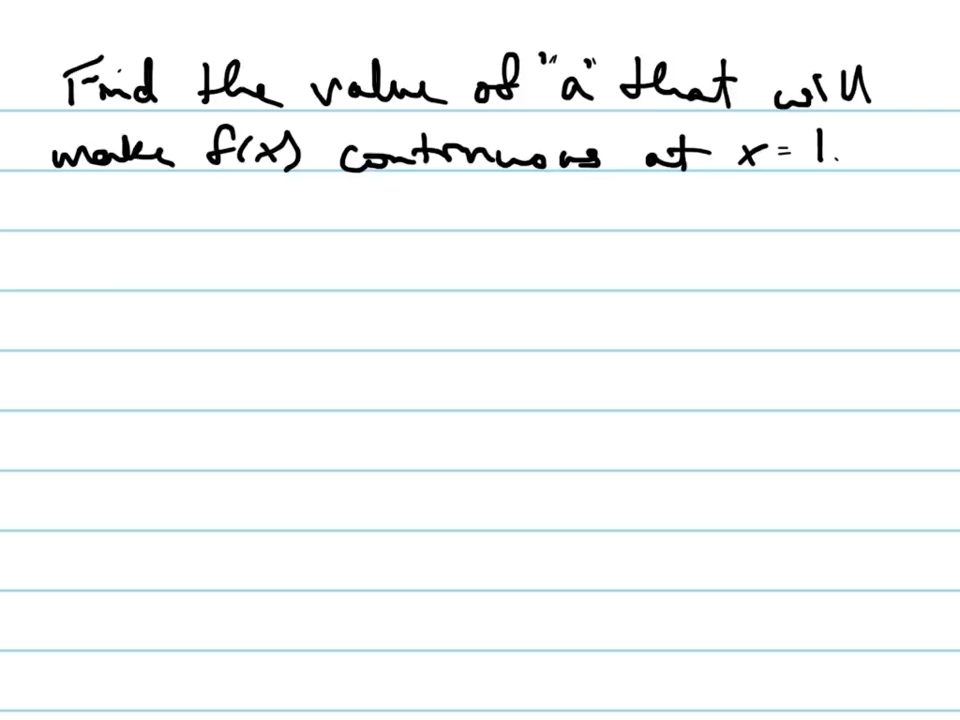 Find the value of "a" that will
make f(x) continuous at x = 1.